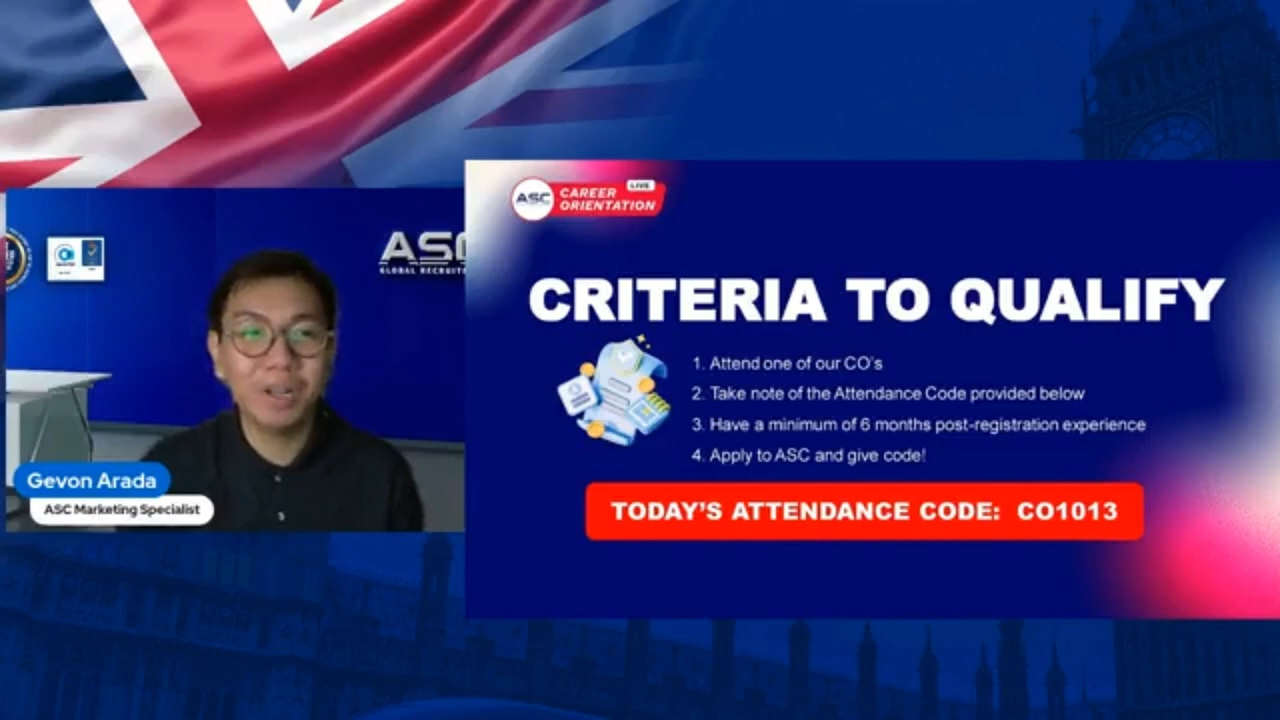 ASC
CAREER
LIVE
ORIENTATION
ASC
GLOBAL RECRUIT
CRITERIA TO QUALIFY
1. Attend one of our CO's
2. Take note of the Attendance Code provided below
3. Have a minimum of 6 months post-registration experience
4. Apply to ASC and give code!
TODAY'S ATTENDANCE CODE: CO1013
Gevon Arada
ASC Marketing Specialist